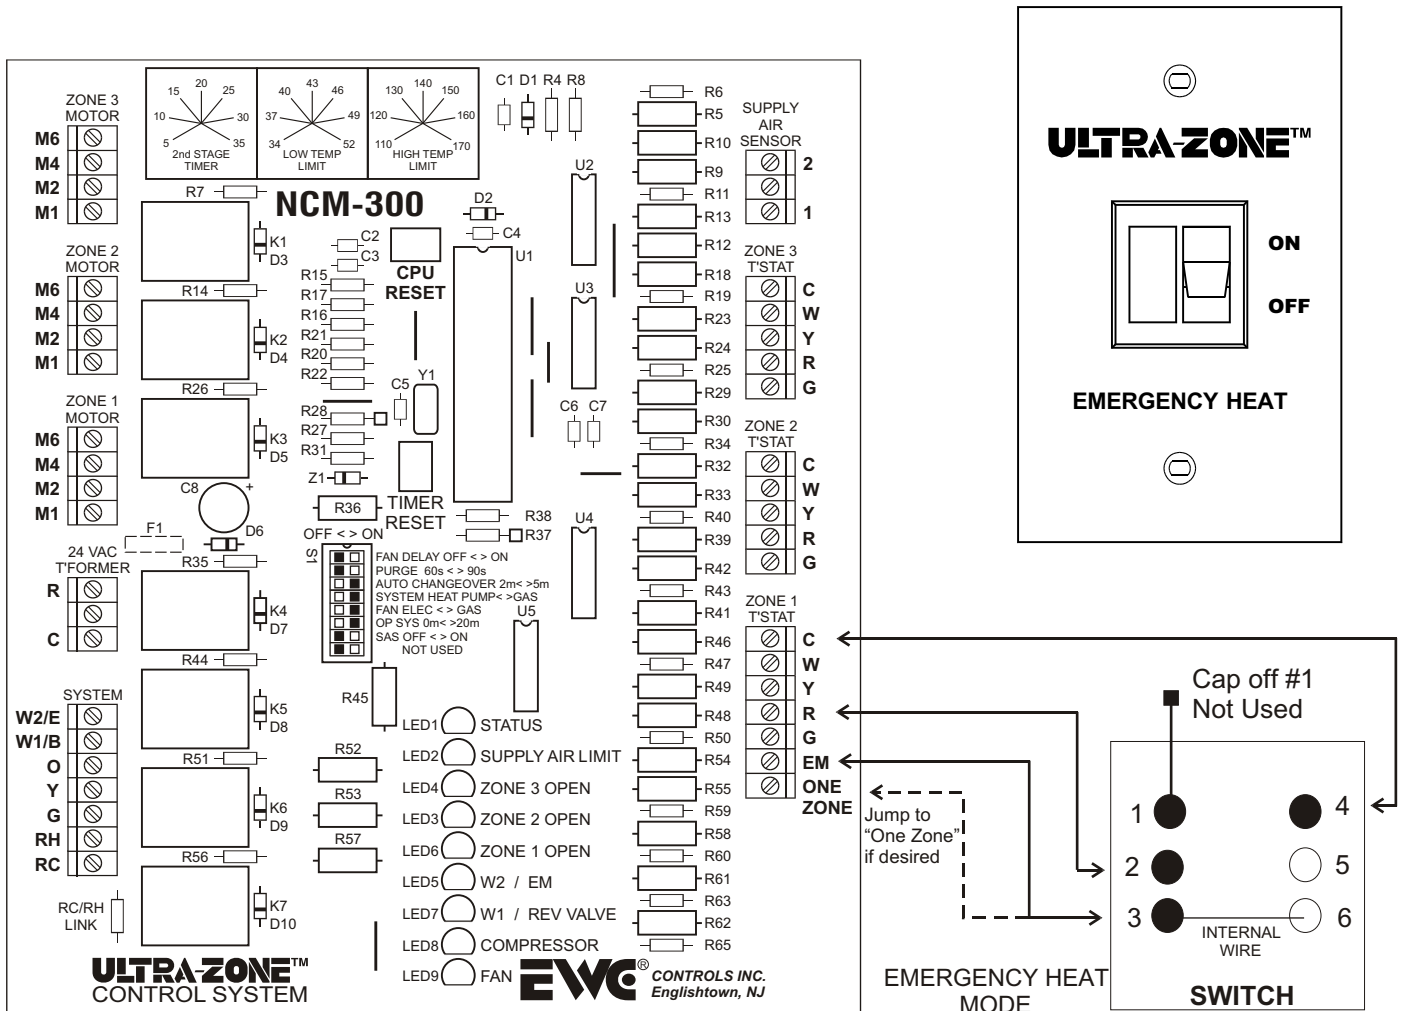 ZONE 3
MOTOR
M6
M4
M2
M1
ZONE 2
MOTOR
M6
M4
M2
M1
ZONE 1
MOTOR
M6
M4
M2
M1
F1
24 VAC
T'FORMER
R
C
SYSTEM
W2/E
W1/B
O
Y
G
RH
RC
RC/RH
LINK
5
10
15
20
25
30
35
2nd STAGE
TIMER
34
37
40
43
46
49
52
LOW TEMP
LIMIT
110
120
130
140
150
160
170
HIGH TEMP
LIMIT
R7
K1
D3
R14
K2
D4
R26
K3
D5
C8
+
D6
R35
K4
D7
R44
K5
D8
R51
K6
D9
R56
K7
D10
NCM-300
C1 D1 R4 R8
D2
C4
U1
C2
C3
CPU
RESET
R15
R17
R16
R21
R20
R22
C5
Y1
R28
R27
R31
Z1
R36
TIMER
RESET
R38
R37
U2
U3
C6 C7
U4
U5
OFF < > ON
S1
FAN DELAY OFF < > ON
PURGE 60s < > 90s
AUTO CHANGEOVER 2m< >5m
SYSTEM HEAT PUMP< >GAS
FAN ELEC < > GAS
OP SYS 0m< >20m
SAS OFF < > ON
NOT USED
R45
R52
R53
R57
LED1 STATUS
LED2 SUPPLY AIR LIMIT
LED4 ZONE 3 OPEN
LED3 ZONE 2 OPEN
LED6 ZONE 1 OPEN
LED5 W2 / EM
LED7 W1 / REV VALVE
LED8 COMPRESSOR
LED9 FAN
R6
R5
R10
R9
R11
R13
R12
R18
R19
R23
R24
R25
R29
R30
R34
R32
R33
R40
R39
R42
R43
R41
R46
R47
R49
R48
R50
R54
R55
R59
R58
R60
R61
R63
R62
R65
SUPPLY
AIR
SENSOR
2
1
ZONE 3
T'STAT
C
W
Y
R
G
ZONE 2
T'STAT
C
W
Y
R
G
ZONE 1
T'STAT
C
W
Y
R
G
EM
ONE
ZONE
ULTRA-ZONE™
CONTROL SYSTEM
EWC®
CONTROLS INC.
Englishtown, NJ
ULTRA-ZONE™
ON
OFF
EMERGENCY HEAT
Cap off #1
Not Used
Jump to
“One Zone”
if desired
1
2
3
4
5
6
INTERNAL
WIRE
SWITCH
EMERGENCY HEAT
MODE